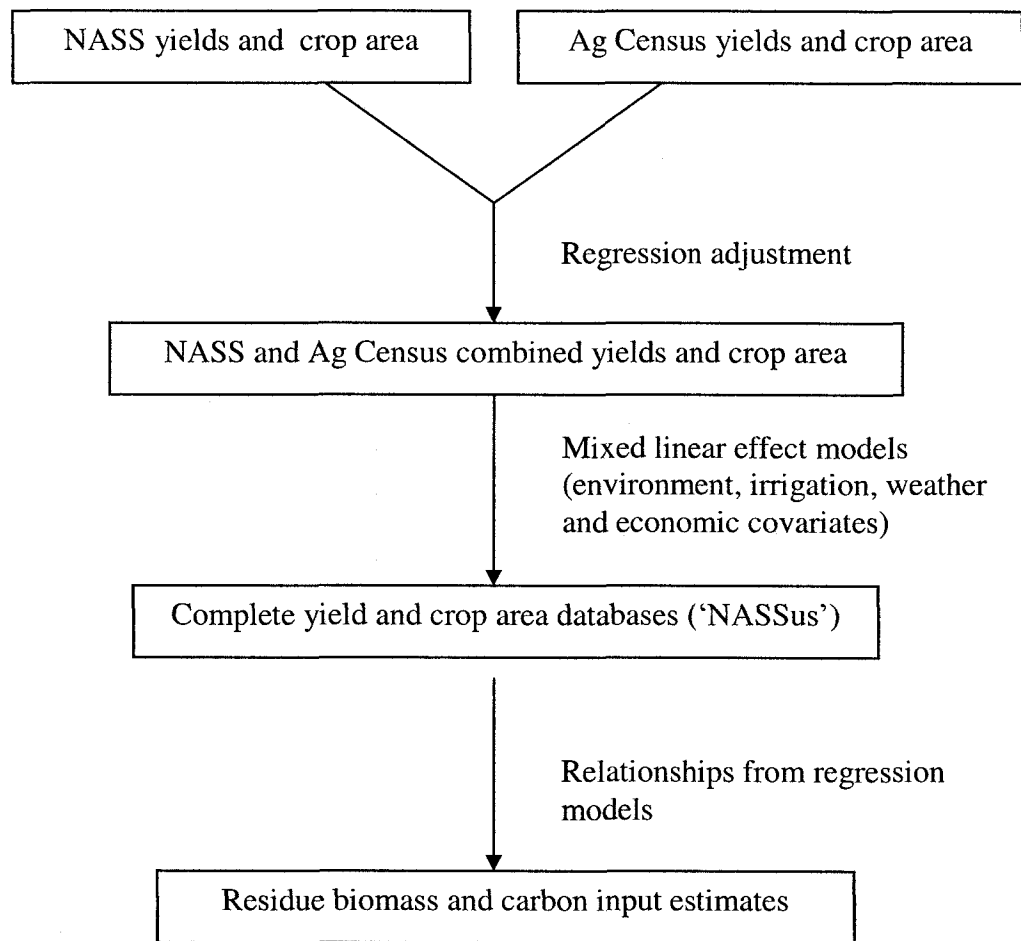 NASS yields and crop area
Ag Census yields and crop area
Regression adjustment
NASS and Ag Census combined yields and crop area
Mixed linear effect models
(environment, irrigation, weather
and economic covariates)
Complete yield and crop area databases (‘NASSus’)
Relationships from regression
models
Residue biomass and carbon input estimates